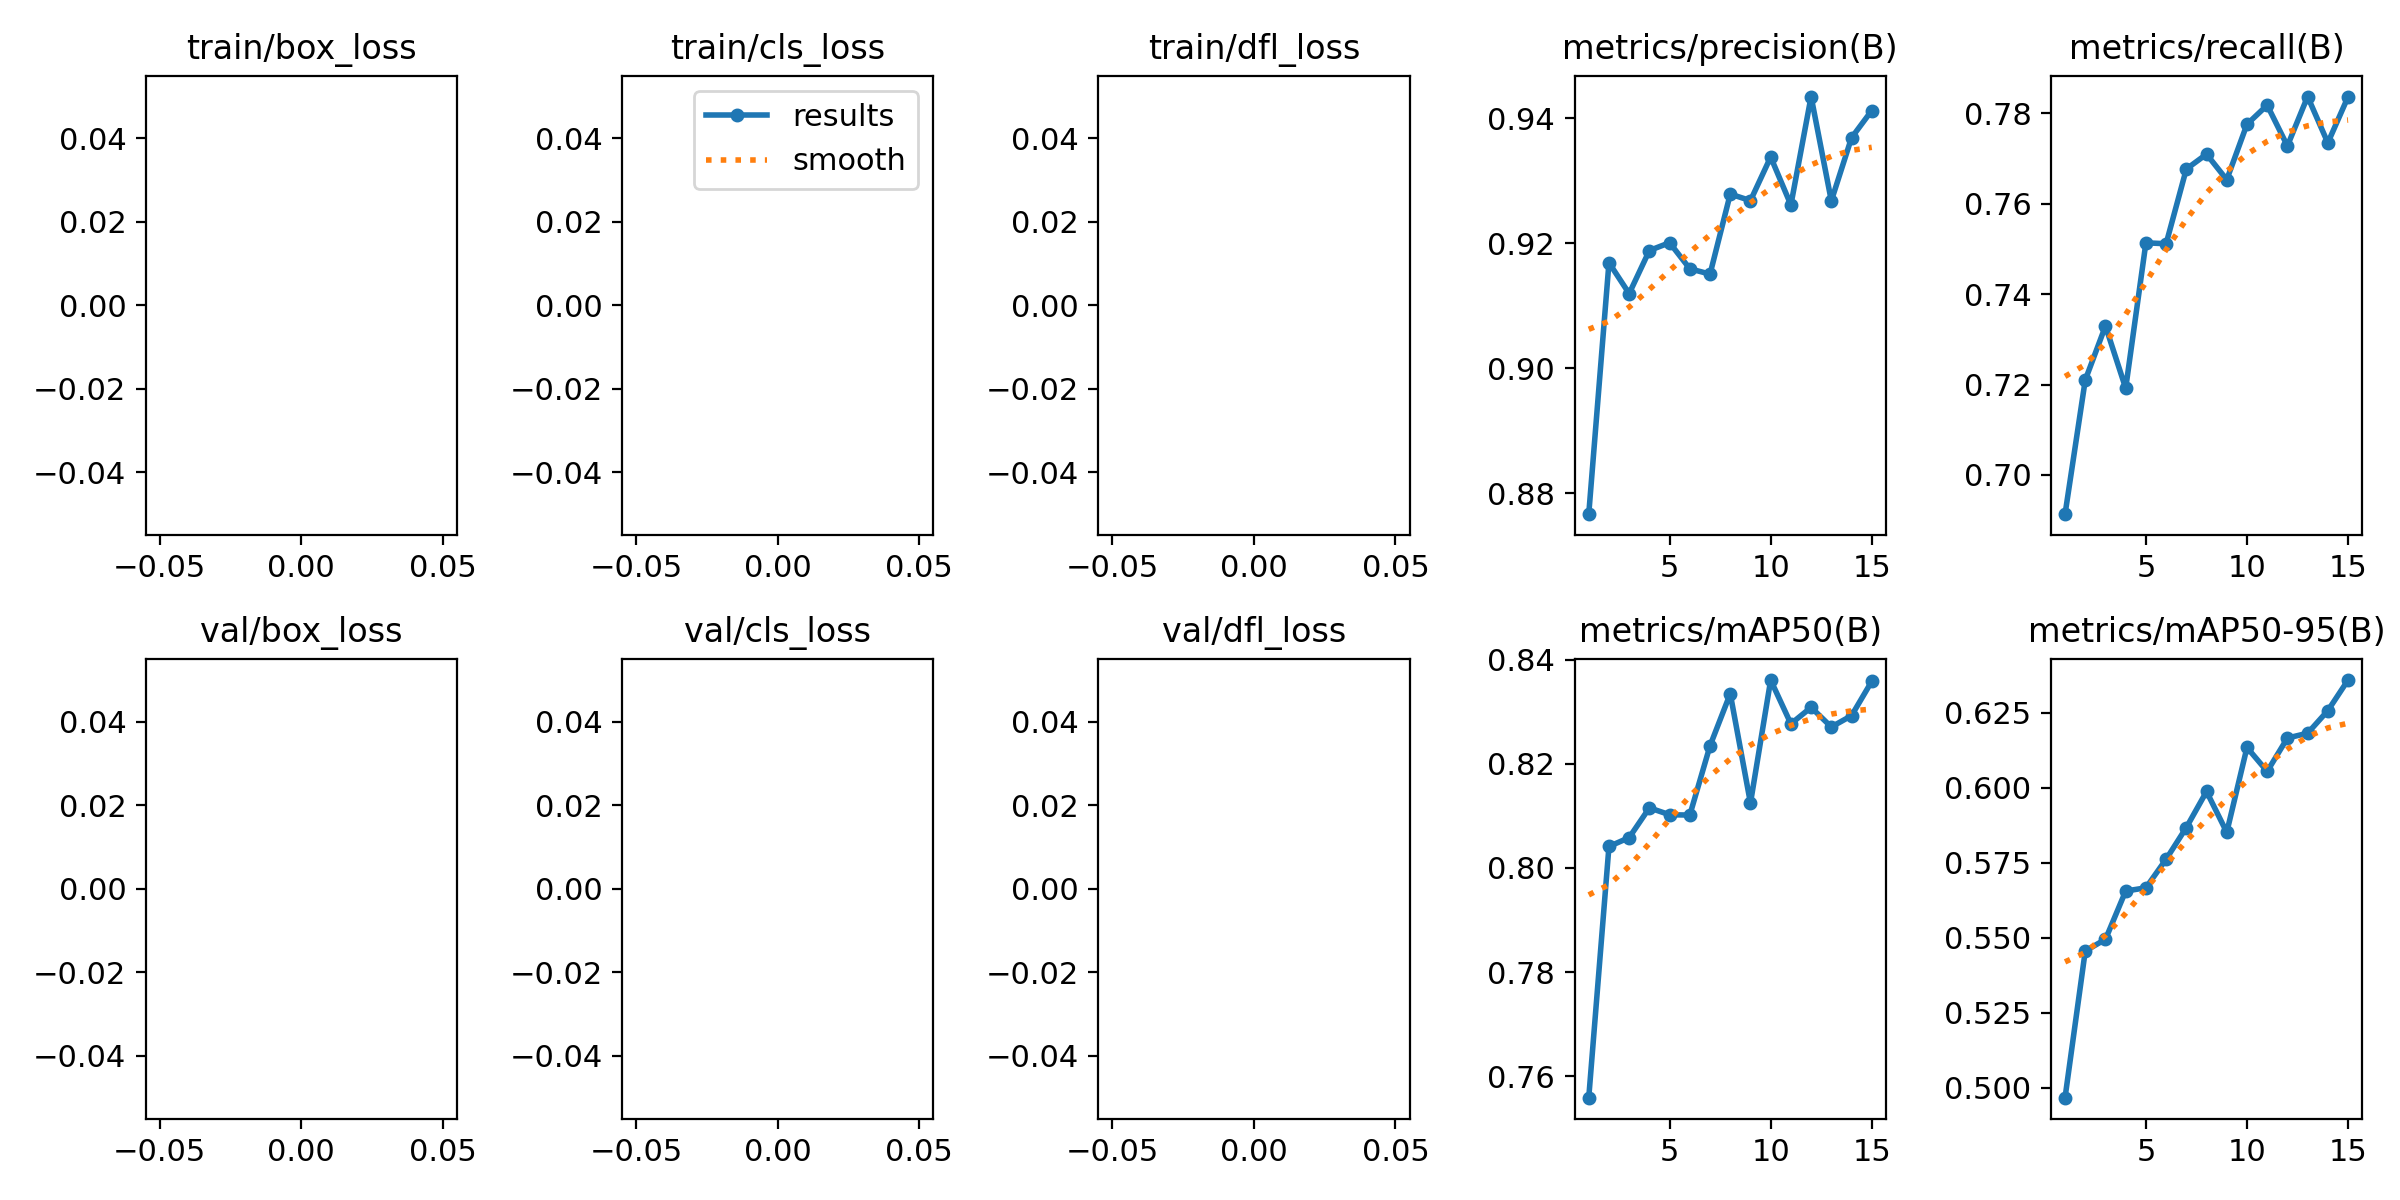 train/box_loss
train/cls_loss
train/dfl_loss
metrics/precision(B)
metrics/recall(B)
0.04
0.02
0.00
−0.02
−0.04
−0.05 0.00 0.05
results
smooth
0.04
0.02
0.00
−0.02
−0.04
−0.05 0.00 0.05
0.04
0.02
0.00
−0.02
−0.04
−0.05 0.00 0.05
0.94
0.92
0.90
0.88
5 10 15
0.78
0.76
0.74
0.72
0.70
5 10 15
val/box_loss
val/cls_loss
val/dfl_loss
metrics/mAP50(B)
metrics/mAP50-95(B)
0.04
0.02
0.00
−0.02
−0.04
−0.05 0.00 0.05
0.04
0.02
0.00
−0.02
−0.04
−0.05 0.00 0.05
0.04
0.02
0.00
−0.02
−0.04
−0.05 0.00 0.05
0.84
0.82
0.80
0.78
0.76
5 10 15
0.625
0.600
0.575
0.550
0.525
0.500
5 10 15